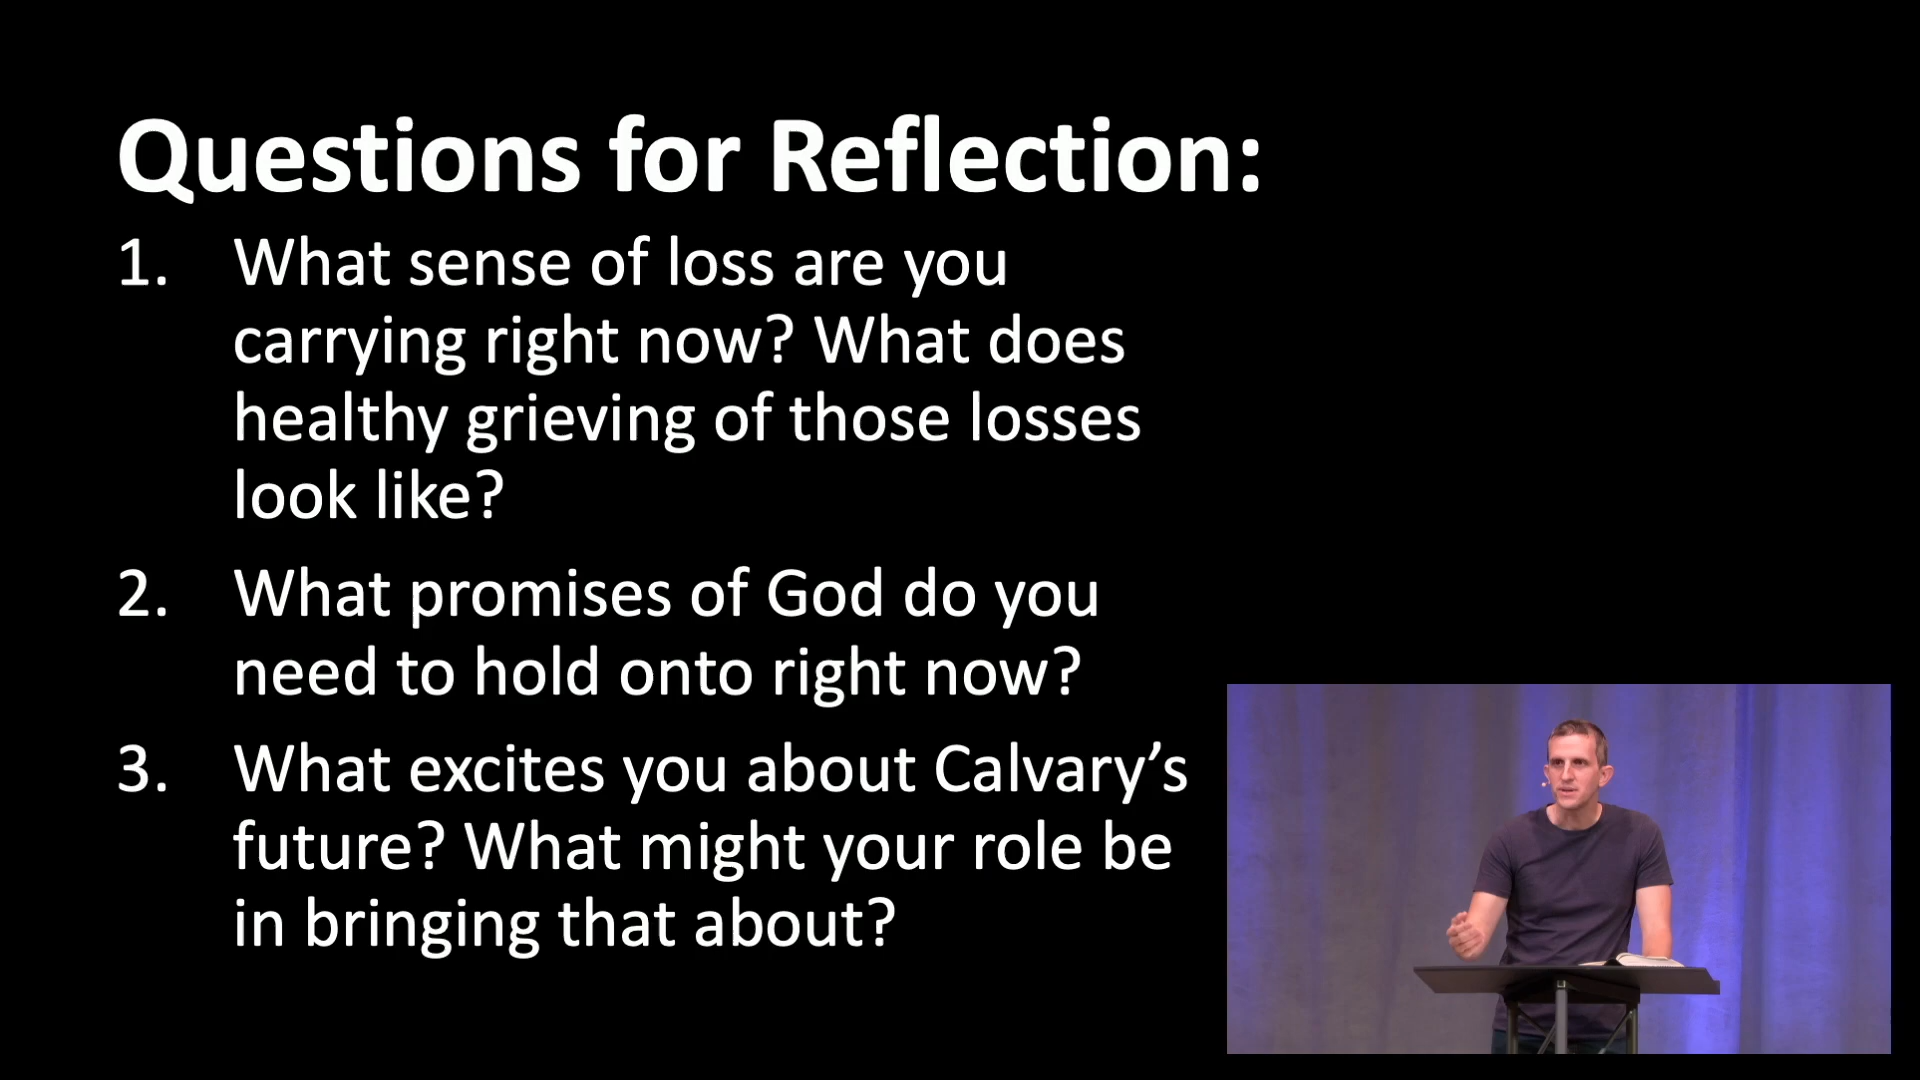 Questions for Reflection:
1. What sense of loss are you
carrying right now? What does
healthy grieving of those losses
look like?
2. What promises of God do you
need to hold onto right now?
3. What excites you about Calvary’s
future? What might your role be
in bringing that about?